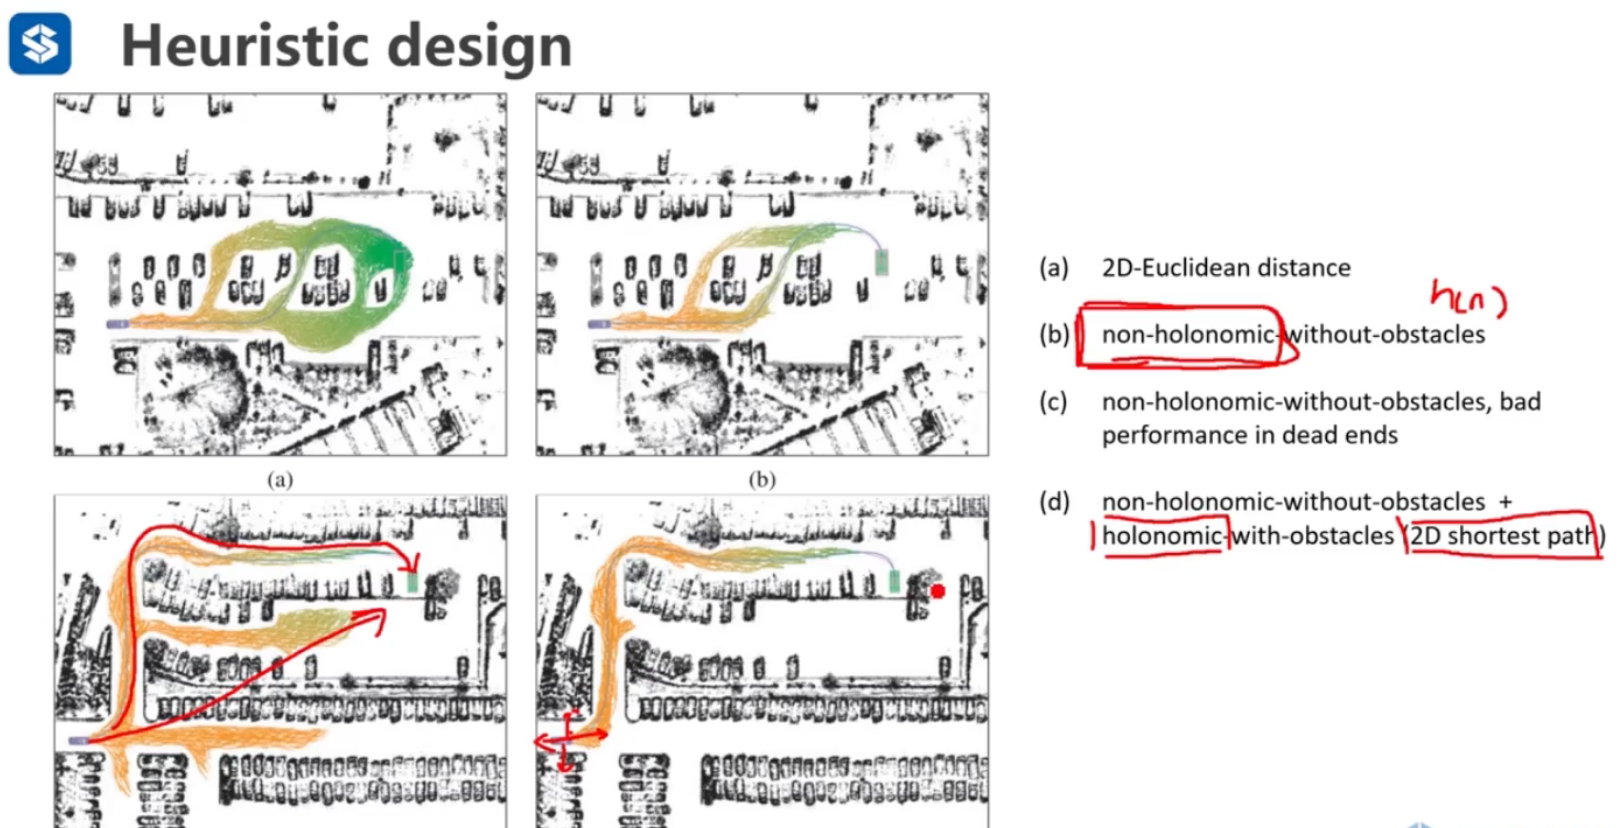 Heuristic design
(a)
(b)
(a) 2D-Euclidean distance
h(n)
(b) non-holonomic-without-obstacles
(c) non-holonomic-without-obstacles, bad
performance in dead ends
(d) non-holonomic-without-obstacles +
holonomic-with-obstacles (2D shortest path)